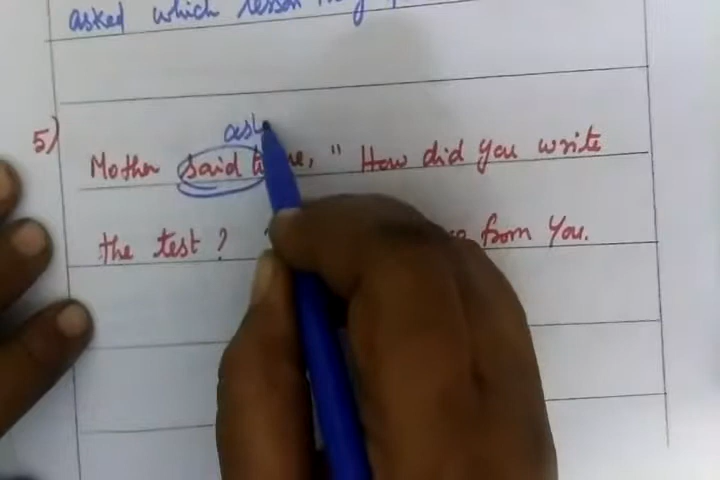 asked which lesson
ask
5) Mother said to me, " How did you write
the test ? from You.